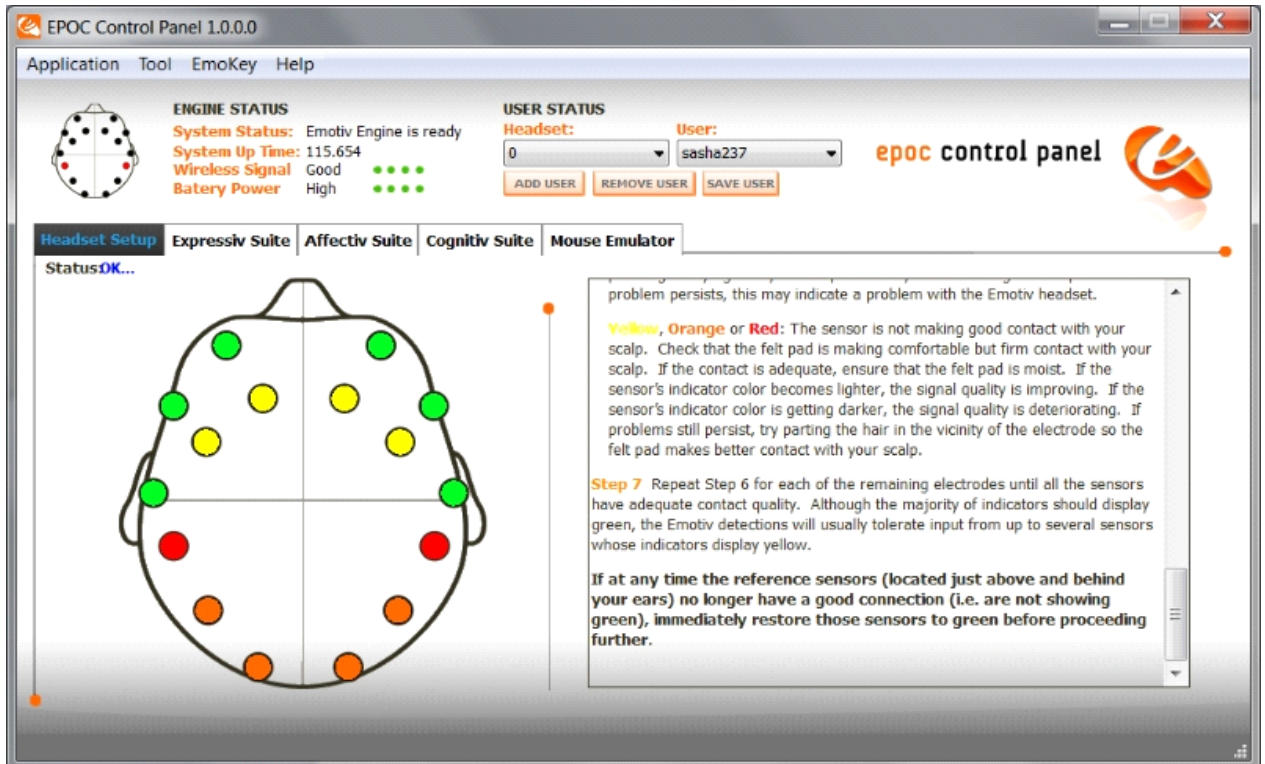 EPOC Control Panel 1.0.0.0
Application Tool EmoKey Help
ENGINE STATUS
System Status: Emotiv Engine is ready
System Up Time: 115.654
Wireless Signal Good
Batery Power High
USER STATUS
Headset: User:
0 sasha237
ADD USER REMOVE USER SAVE USER
epoc control panel
Headset Setup Expressiv Suite Affectiv Suite Cognitiv Suite Mouse Emulator
Status:OK...
problem persists, this may indicate a problem with the Emotiv headset.
Yellow, Orange or Red: The sensor is not making good contact with your
scalp. Check that the felt pad is making comfortable but firm contact with your
scalp. If the contact is adequate, ensure that the felt pad is moist. If the
sensor's indicator color becomes lighter, the signal quality is improving. If the
sensor's indicator color is getting darker, the signal quality is deteriorating. If
problems still persist, try parting the hair in the vicinity of the electrode so the
felt pad makes better contact with your scalp.
Step 7 Repeat Step 6 for each of the remaining electrodes until all the sensors
have adequate contact quality. Although the majority of indicators should display
green, the Emotiv detections will usually tolerate input from up to several sensors
whose indicators display yellow.
If at any time the reference sensors (located just above and behind
your ears) no longer have a good connection (i.e. are not showing
green), immediately restore those sensors to green before proceeding
further.